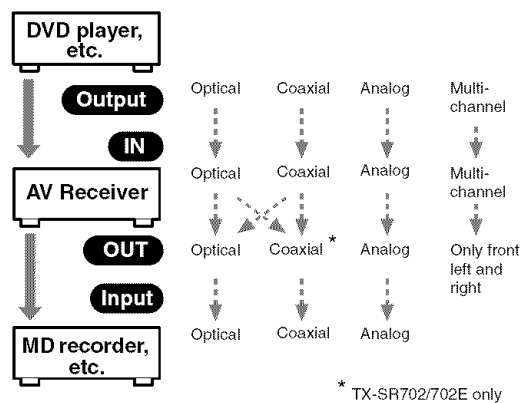 DVD player,
etc.
Output
Optical Coaxial Analog Multi-
channel
IN
AV Receiver
Optical Coaxial Analog Multi-
channel
OUT
Optical Coaxial * Analog Only front
left and
right
Input
MD recorder,
etc.
Optical Coaxial Analog
* TX-SR702/702E only